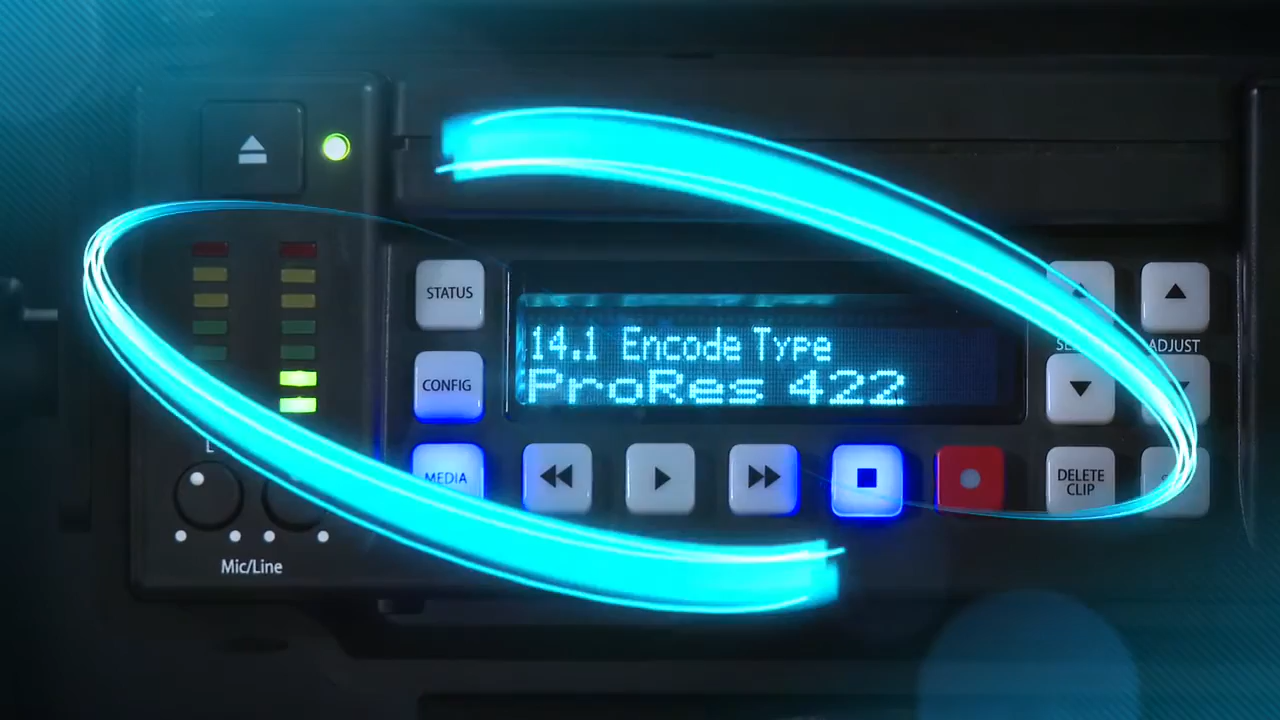 STATUS
14.1 Encode Type
ProRes 422
CONFIG
ADJUST
MEDIA
DELETE
CLIP
Mic/Line